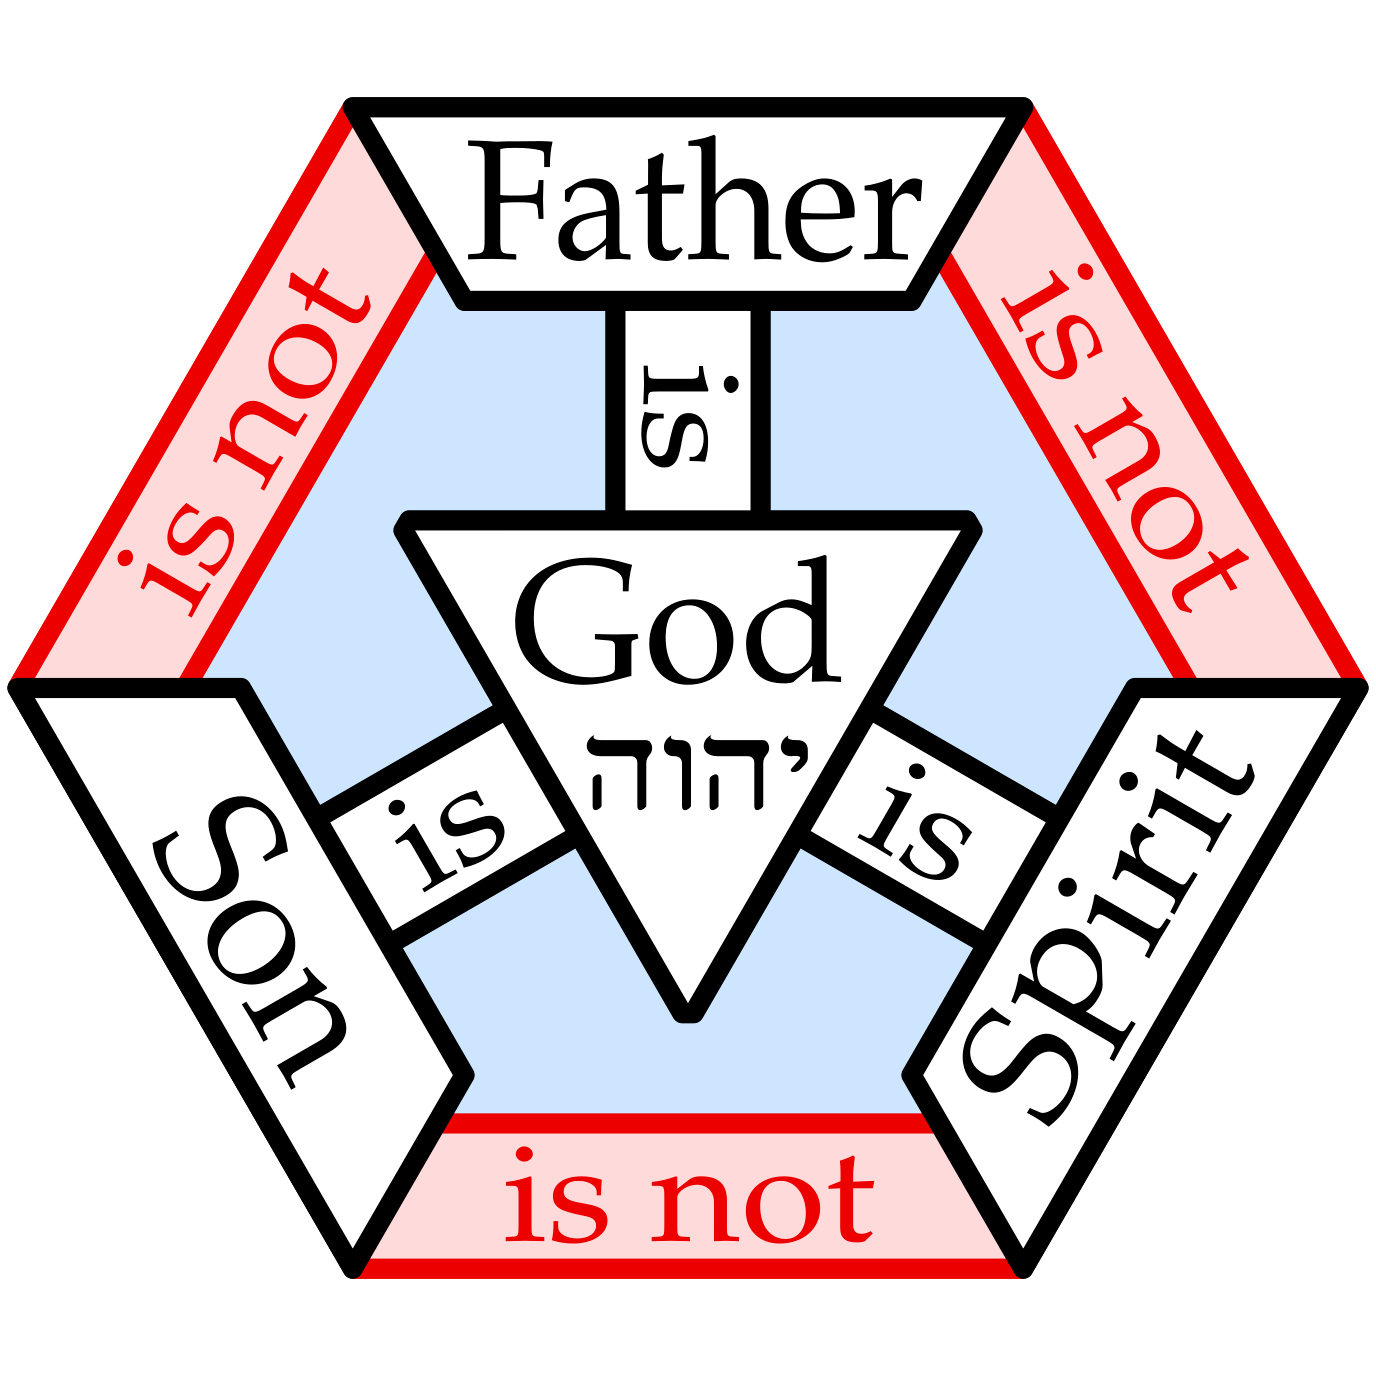 Father
is not
is not
is
God
יהוה
is
is
Son
Spirit
is not